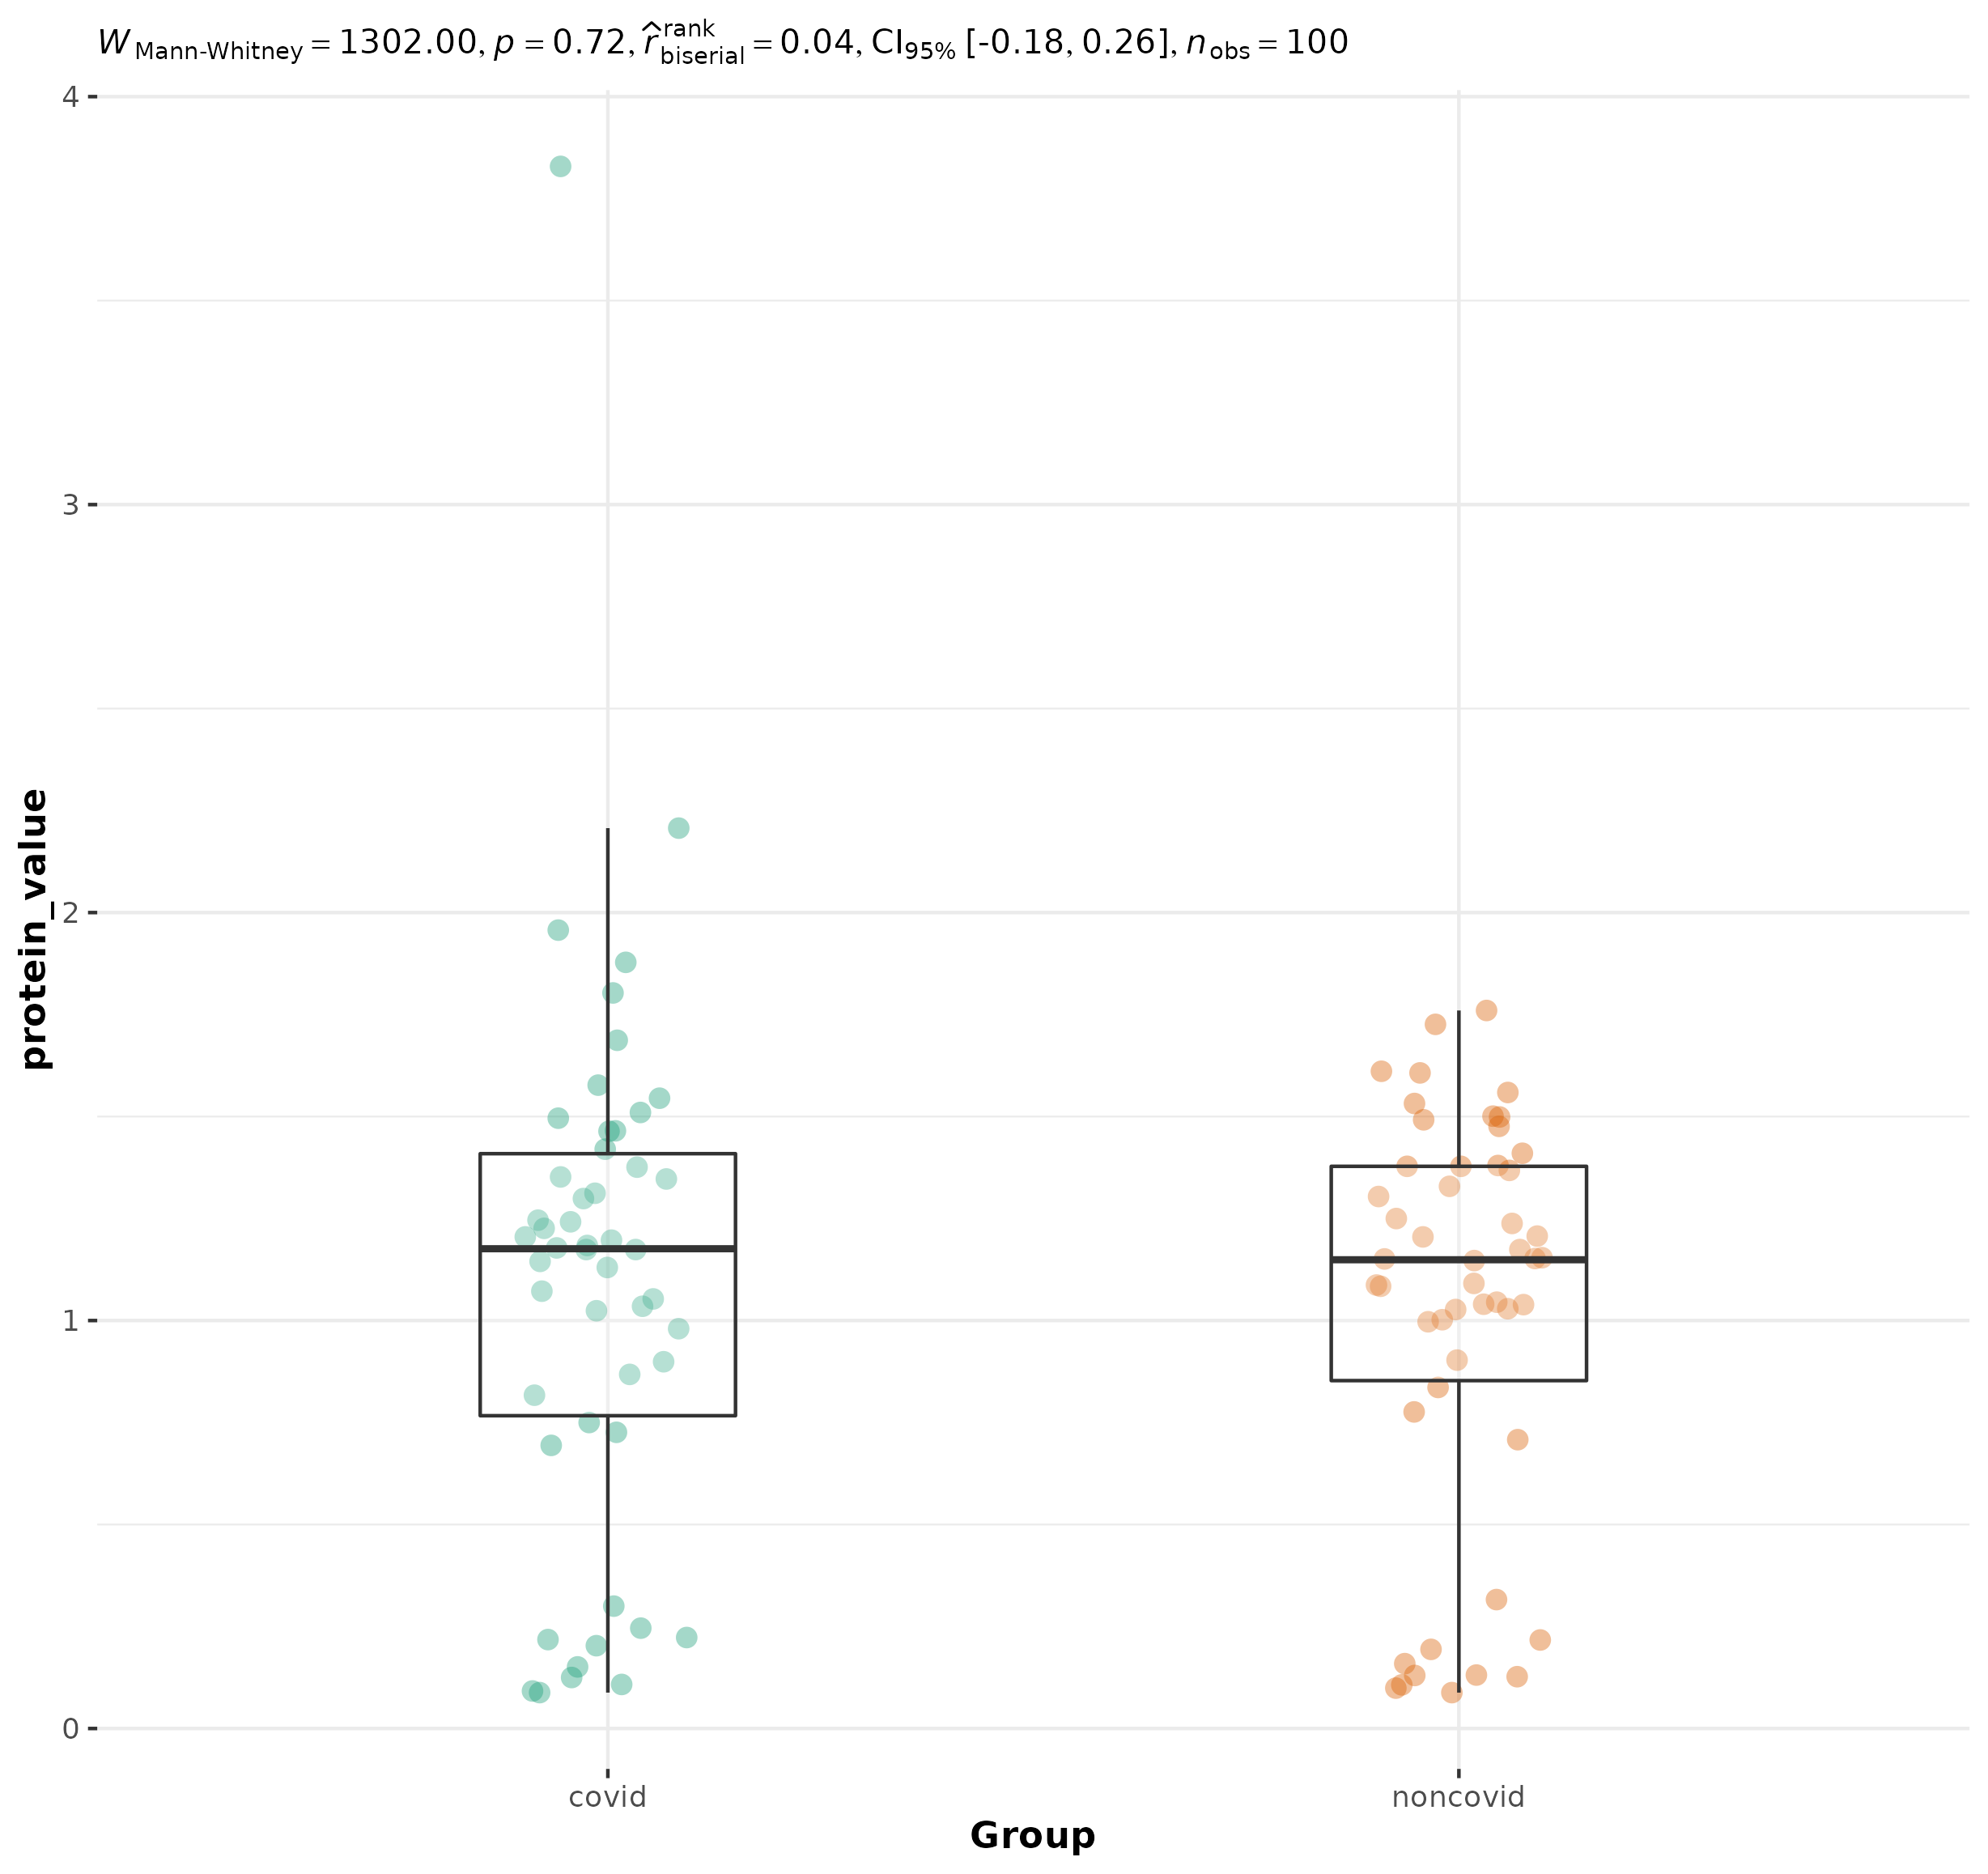 W Mann-Whitney = 1302.00, p = 0.72, r̂ rank biserial = 0.04, CI95% [-0.18, 0.26], n obs = 100
4
3
2
1
0
protein_value
covid noncovid
Group